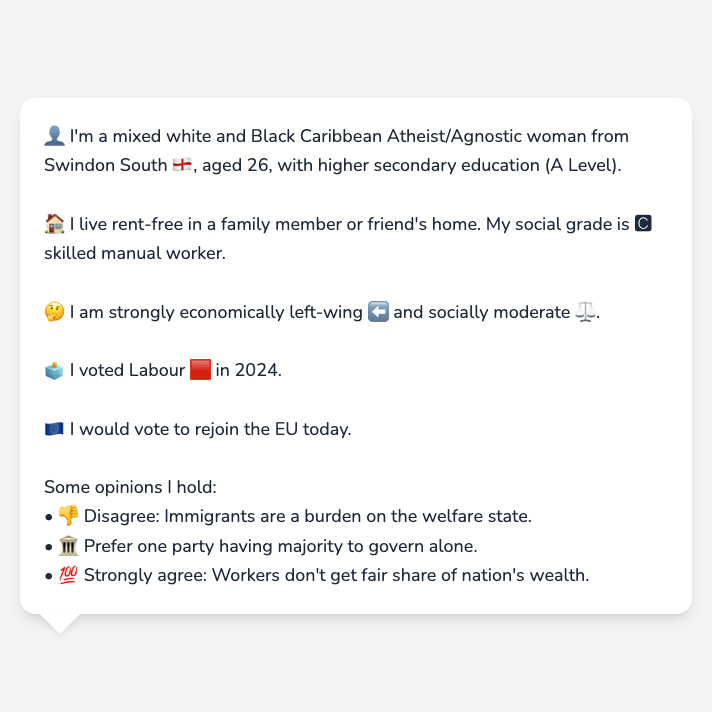 👤 I'm a mixed white and Black Caribbean Atheist/Agnostic woman from
Swindon South 🏴󠁧󠁢󠁥󠁮󠁧󠁿, aged 26, with higher secondary education (A Level).
🏠 I live rent-free in a family member or friend's home. My social grade is 🅲
skilled manual worker.
🤔 I am strongly economically left-wing ⬅️ and socially moderate ⚖️.
🗳️ I voted Labour 🟥 in 2024.
🇪🇺 I would vote to rejoin the EU today.
Some opinions I hold:
• 👎 Disagree: Immigrants are a burden on the welfare state.
• 🏛️ Prefer one party having majority to govern alone.
• 💯 Strongly agree: Workers don't get fair share of nation's wealth.